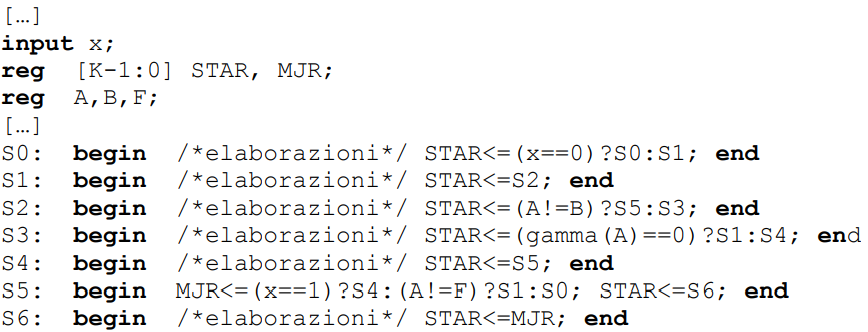 […]
input x;
reg  [K-1:0] STAR, MJR;
reg  A,B,F;
[…]
S0:  begin  /*elaborazioni*/ STAR<=(x==0)?S0:S1; end
S1:  begin  /*elaborazioni*/ STAR<=S2; end
S2:  begin  /*elaborazioni*/ STAR<=(A!=B)?S5:S3; end
S3:  begin  /*elaborazioni*/ STAR<=(gamma(A)==0)?S1:S4; end
S4:  begin  /*elaborazioni*/ STAR<=S5; end
S5:  begin  MJR<=(x==1)?S4:(A!=F)?S1:S0; STAR<=S6; end
S6:  begin  /*elaborazioni*/ STAR<=MJR; end